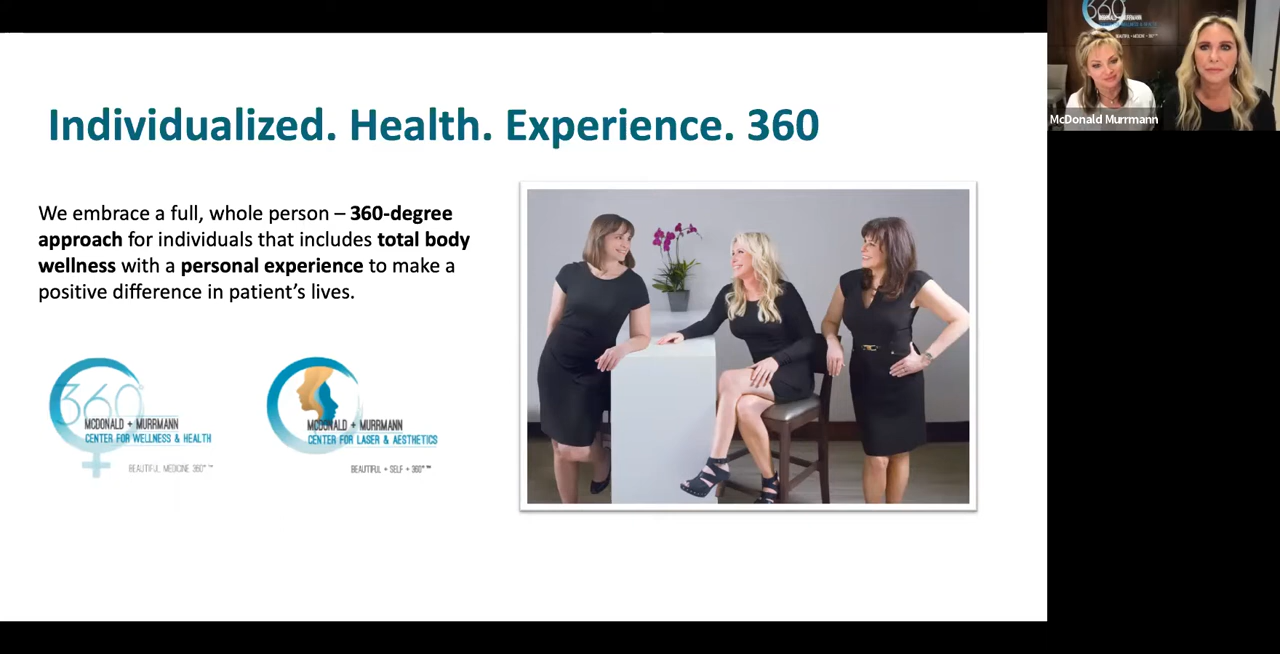 Individualized. Health. Experience. 360
We embrace a full, whole person – 360-degree
approach for individuals that includes total body
wellness with a personal experience to make a
positive difference in patient’s lives.
360°
MCDONALD + MURRMANN
CENTER FOR WELLNESS & HEALTH
BEAUTIFUL MEDICINE 360°™
MCDONALD + MURRMANN
CENTER FOR LASER & AESTHETICS
BEAUTIFUL + SELF + 360°™
360
McDonald Murrmann